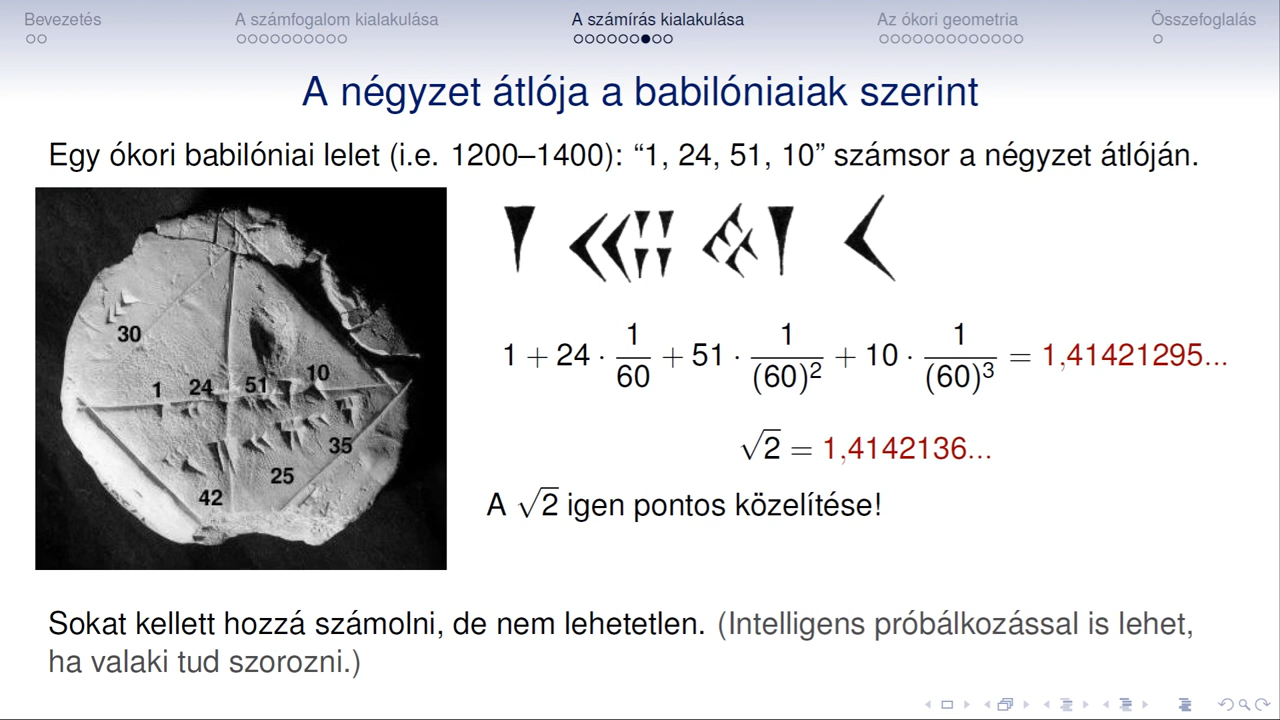 Bevezetés A számfogalom kialakulása A számírás kialakulása Az ókori geometria Összefoglalás
A négyzet átlója a babilóniaiak szerint
Egy ókori babilóniai lelet (i.e. 1200–1400): “1, 24, 51, 10” számsor a négyzet átlóján.
𒁹 𒌋𒌋𒐼 𒐐𒁹 𒌋
30
1 24 51 10
35
25
42
1 + 24 · 1/60 + 51 · 1/(60)² + 10 · 1/(60)³ = 1,41421295...
√2 = 1,4142136...
A √2 igen pontos közelítése!
Sokat kellett hozzá számolni, de nem lehetetlen. (Intelligens próbálkozással is lehet,
ha valaki tud szorozni.)